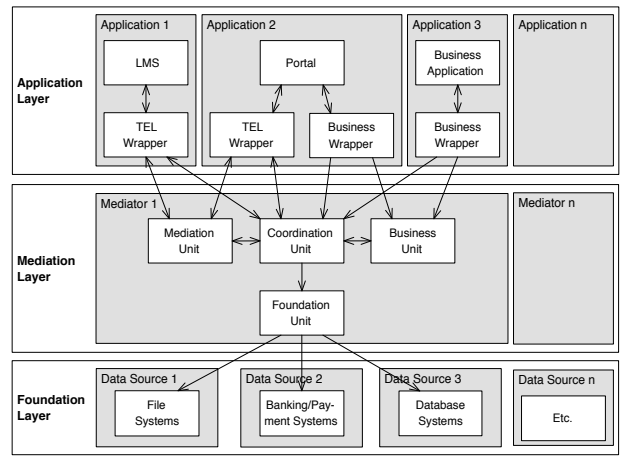 Application 1
Application 2
Application 3
Application n
LMS
Portal
Business
Application
Application
Layer
TEL
Wrapper
TEL
Wrapper
Business
Wrapper
Business
Wrapper
Mediator 1
Mediator n
Mediation
Unit
Coordination
Unit
Business
Unit
Mediation
Layer
Foundation
Unit
Data Source 1
Data Source 2
Data Source 3
Data Source n
Foundation
Layer
File
Systems
Banking/Pay-
ment Systems
Database
Systems
Etc.